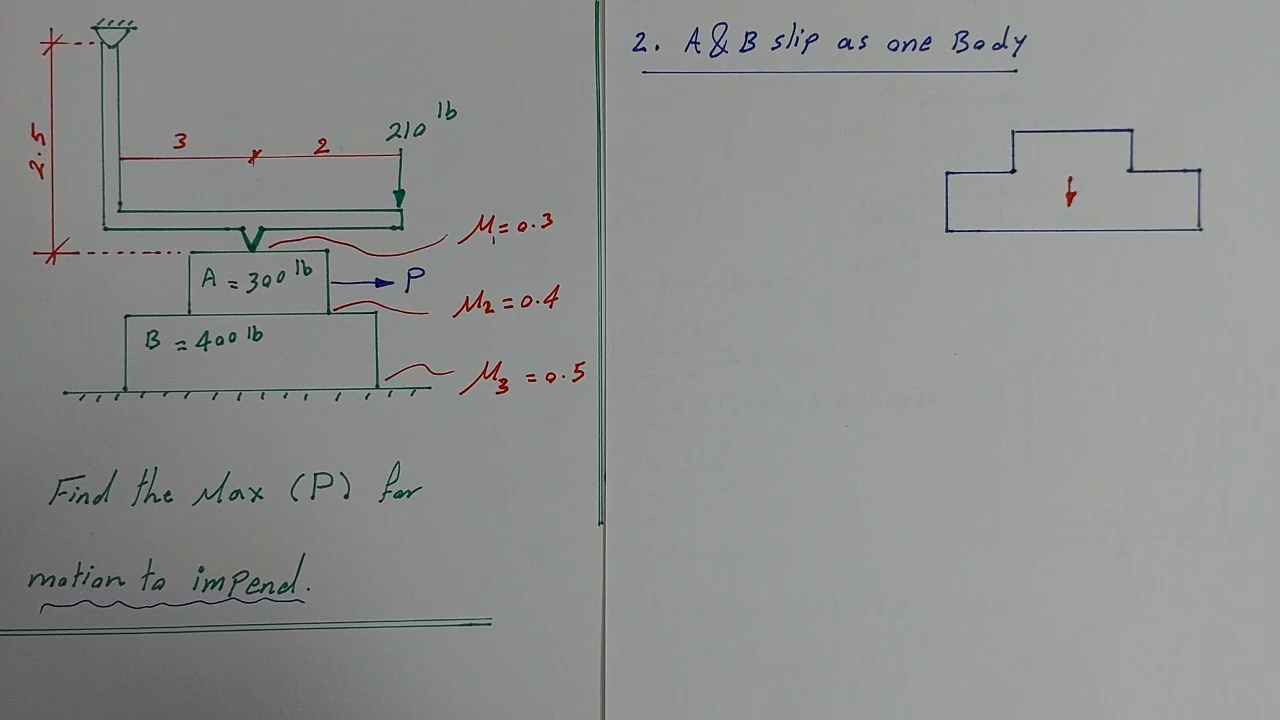 2.5
3
2
210 lb
μ₁ = 0.3
A = 300 lb
P
μ₂ = 0.4
B = 400 lb
μ₃ = 0.5
Find the Max (P) for
motion to impend.
2. A & B slip as one Body